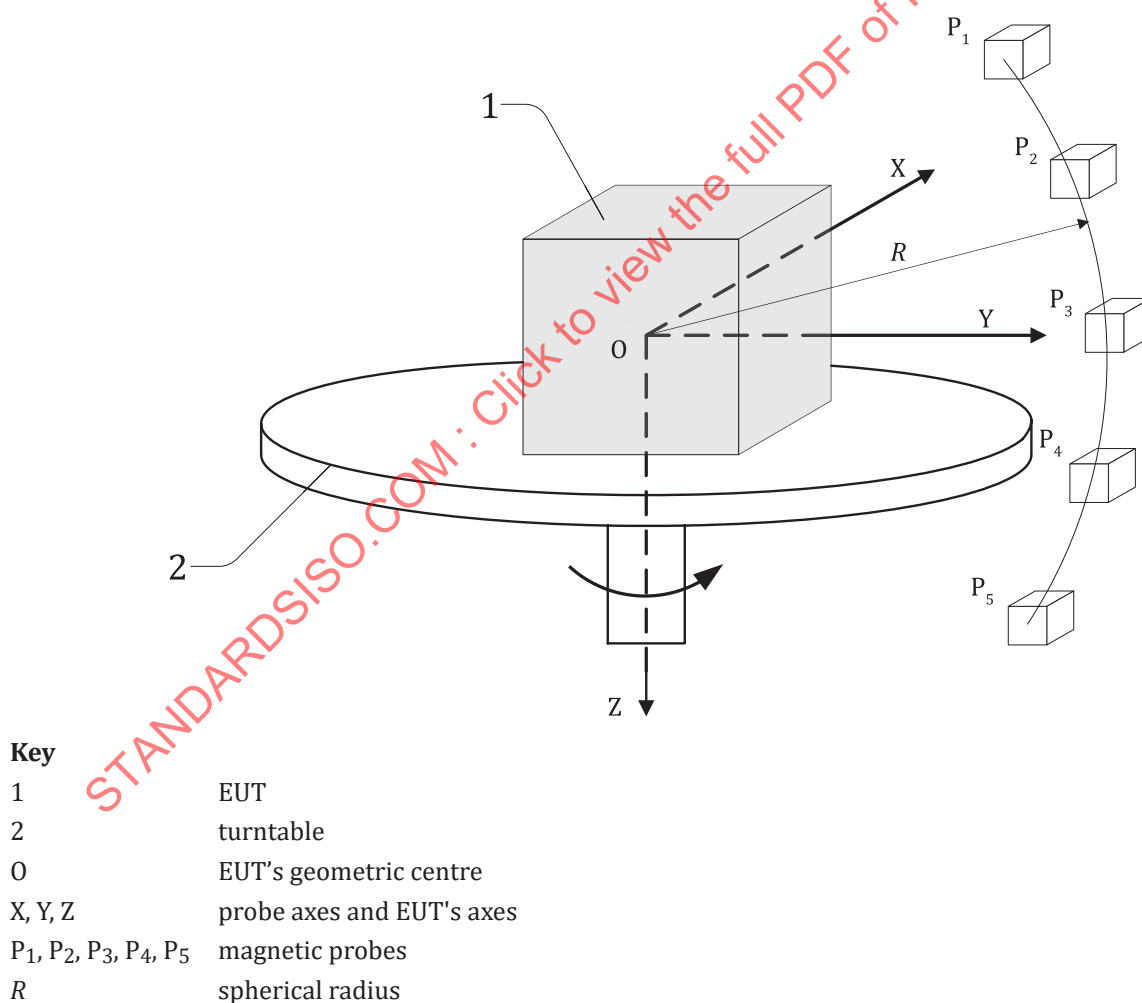 P1
1
P2
X
R
P3
Y
O
P4
2
P5
Z
STANDARDSISO.COM : Click to view the full PDF of
Key
1 EUT
2 turntable
O EUT's geometric centre
X, Y, Z probe axes and EUT's axes
P1, P2, P3, P4, P5 magnetic probes
R spherical radius